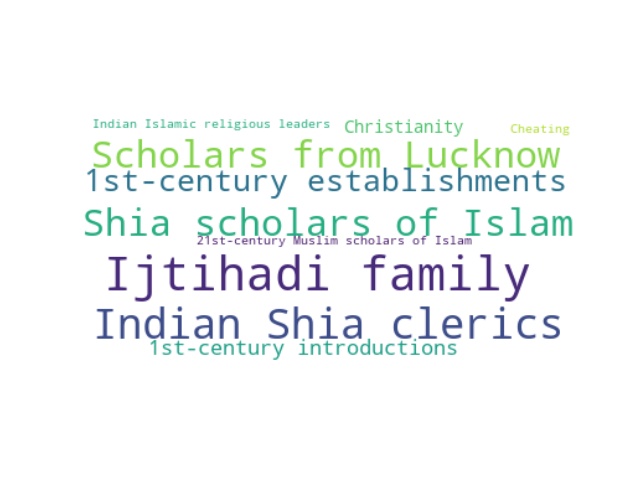 Indian Islamic religious leaders Christianity Cheating
Scholars from Lucknow
1st-century establishments
Shia scholars of Islam
21st-century Muslim scholars of Islam
Ijtihadi family
Indian Shia clerics
1st-century introductions